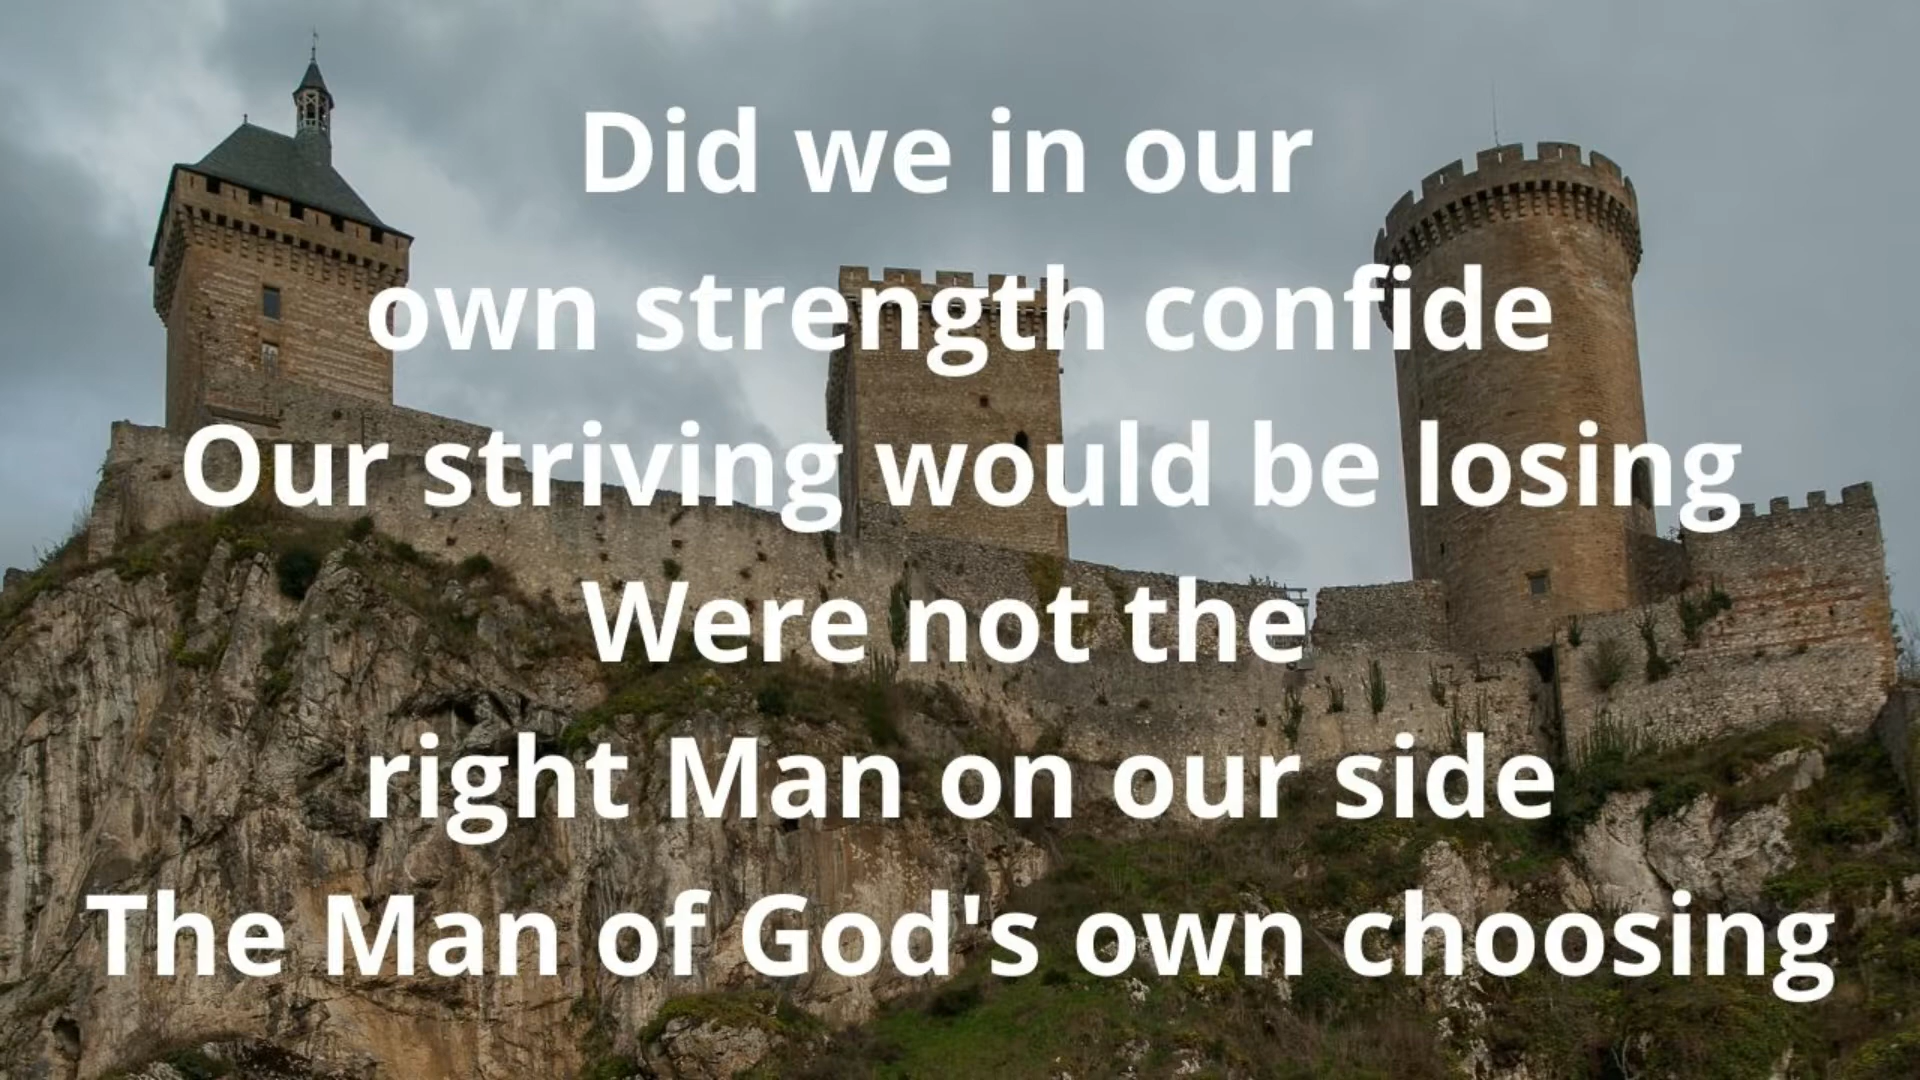 Did we in our
own strength confide
Our striving would be losing
Were not the
right Man on our side
The Man of God's own choosing